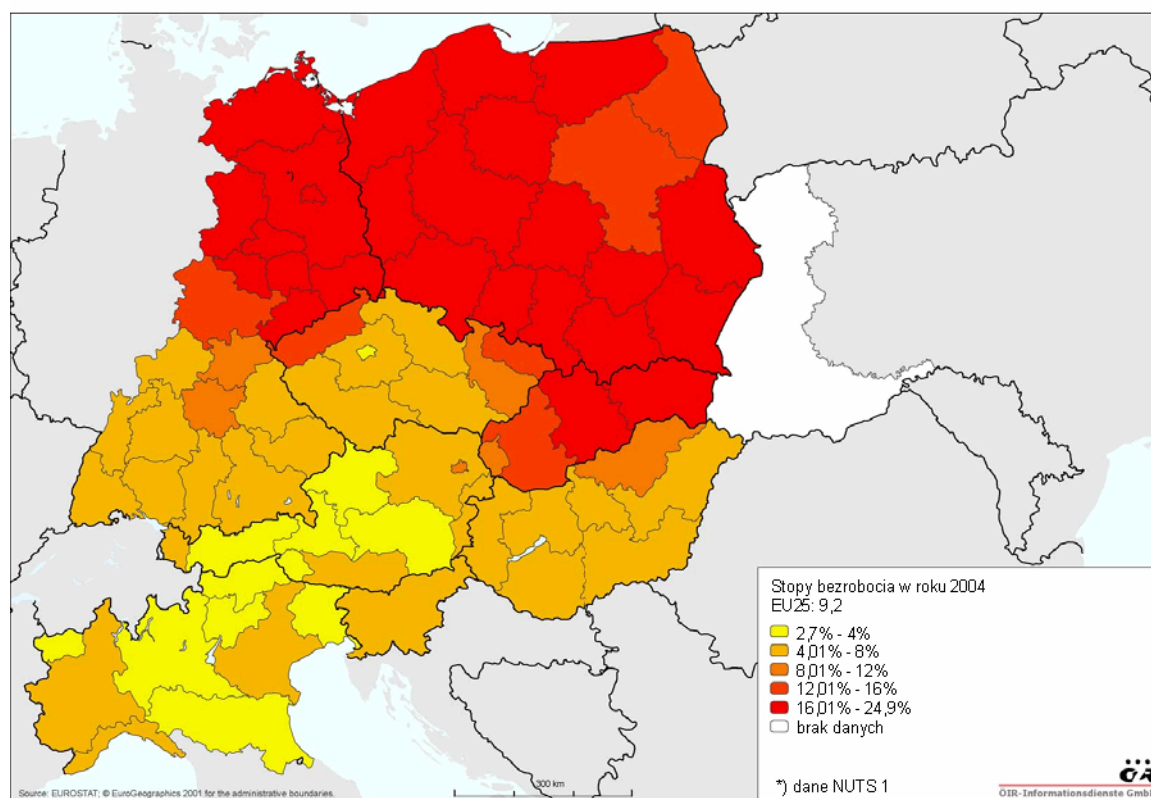 Stopy bezrobocia w roku 2004
EU25: 9,2
2,7% - 4%
4,01% - 8%
8,01% - 12%
12,01% - 16%
16,01% - 24,9%
brak danych
300 km
*) dane NUTS 1
Source: EUROSTAT; © EuroGeographics 2001 for the administrative boundaries.
ÖIR-Informationsdienste GmbH